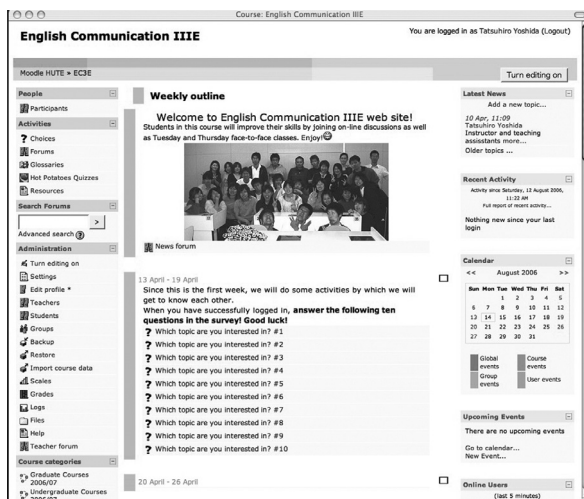 Course: English Communication IIIE
English Communication IIIE
You are logged in as Tatsuhiro Yoshida (Logout)
Moodle HUTE » EC3E
Turn editing on
People
Participants
Activities
Choices
Forums
Glossaries
Hot Potatoes Quizzes
Resources
Search Forums
>
Advanced search ?
Administration
Turn editing on
Settings
Edit profile *
Teachers
Students
Groups
Backup
Restore
Import course data
Scales
Grades
Logs
Files
Help
Teacher forum
Course categories
Graduate Courses
2006/07
Undergraduate Courses
2006/07
Weekly outline
Welcome to English Communication IIIE web site!
Students in this course will improve their skills by joining on-line discussions as well
as Tuesday and Thursday face-to-face classes. Enjoy!
News forum
13 April - 19 April
Since this is the first week, we will do some activities by which we will
get to know each other.
When you have successfully logged in, answer the following ten
questions in the survey! Good luck!
? Which topic are you interested in? #1
? Which topic are you interested in? #2
? Which topic are you interested in? #3
? Which topic are you interested in? #4
? Which topic are you interested in? #5
? Which topic are you interested in? #6
? Which topic are you interested in? #7
? Which topic are you interested in? #8
? Which topic are you interested in? #9
? Which topic are you interested in? #10
20 April - 26 April
Latest News
Add a new topic...
10 Apr, 11:09
Tatsuhiro Yoshida
Instructor and teaching
assistants more...
Older topics ...
Recent Activity
Activity since Saturday, 12 August 2006,
11:22 AM
Full report of recent activity...
Nothing new since your last
login
Calendar
<< August 2006 >>
Sun Mon Tue Wed Thu Fri Sat
1 2 3 4 5
6 7 8 9 10 11 12
13 14 15 16 17 18 19
20 21 22 23 24 25 26
27 28 29 30 31
Global events
Course events
Group events
User events
Upcoming Events
There are no upcoming events
Go to calendar...
New Event...
Online Users
(last 5 minutes)